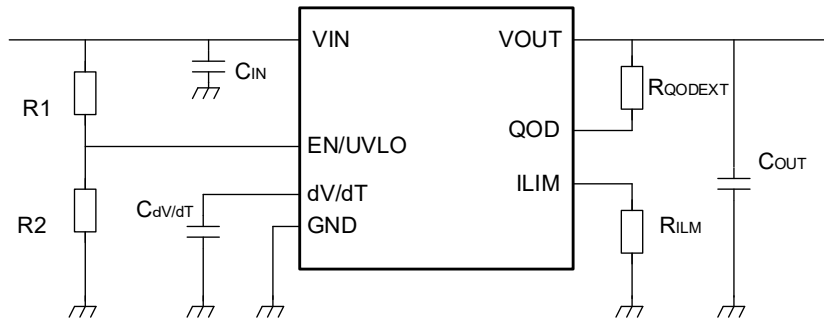 VIN
VOUT
CIN
RQODEXT
R1
QOD
EN/UVLO
COUT
ILIM
dV/dT
CdV/dT
R2
GND
RILM